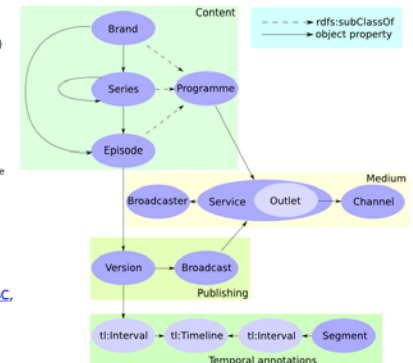 Content
rdfs:subClassOf
object property
Brand
Series
Programme
Episode
Medium
Broadcaster
Service
Outlet
Channel
Version
Broadcast
Publishing
tl:Interval
tl:Timeline
tl:Interval
Segment
Temporal annotations